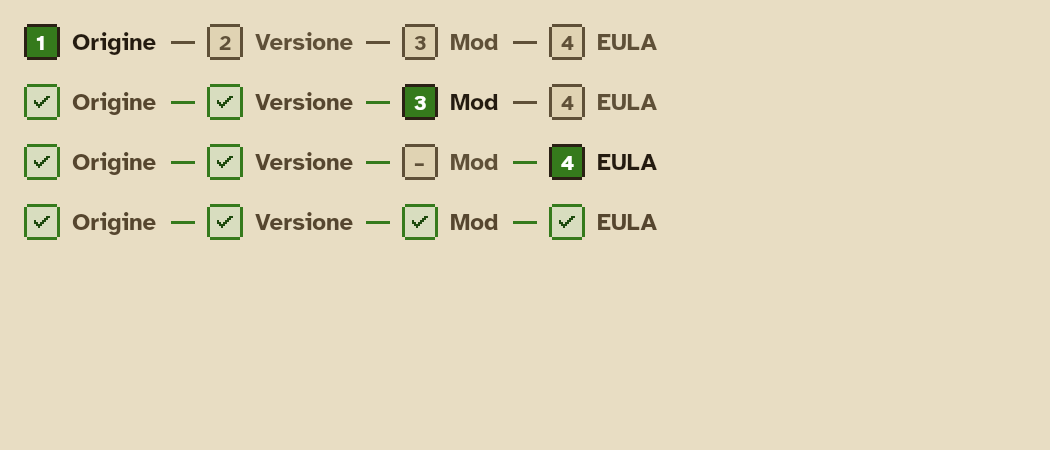 1 Origine — 2 Versione — 3 Mod — 4 EULA
✓ Origine — ✓ Versione — 3 Mod — 4 EULA
✓ Origine — ✓ Versione — – Mod — 4 EULA
✓ Origine — ✓ Versione — ✓ Mod — ✓ EULA